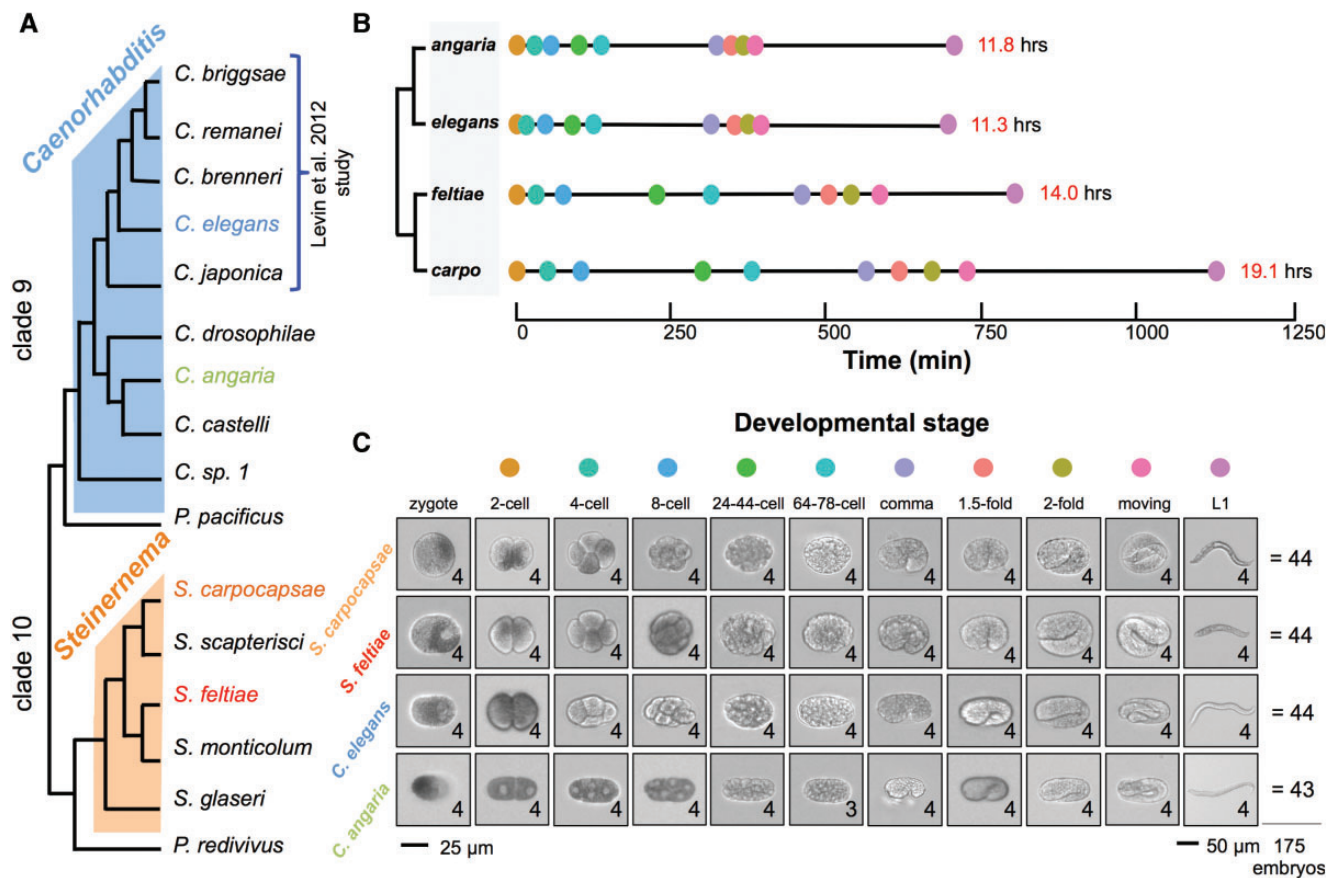 A
Caenorhabditis
C. briggsae
C. remanei
C. brenneri
C. elegans
C. japonica
C. drosophilae
C. angaria
C. castelli
C. sp. 1
P. pacificus
Levin et al. 2012
study
clade 9
Steinernema
S. carpocapsae
S. scapterisci
S. feltiae
S. monticolum
S. glaseri
P. redivivus
clade 10
B
angaria
11.8 hrs
elegans
11.3 hrs
feltiae
14.0 hrs
carpo
19.1 hrs
0 250 500 750 1000 1250
Time (min)
C
Developmental stage
zygote 2-cell 4-cell 8-cell 24-44-cell 64-78-cell comma 1.5-fold 2-fold moving L1
S. carpocapsae
4 4 4 4 4 4 4 4 4 4 4 = 44
S. feltiae
4 4 4 4 4 4 4 4 4 4 4 = 44
C. elegans
4 4 4 4 4 4 4 4 4 4 4 = 44
C. angaria
4 4 4 4 4 3 4 4 4 4 4 = 43
25 µm
50 µm
175
embryos